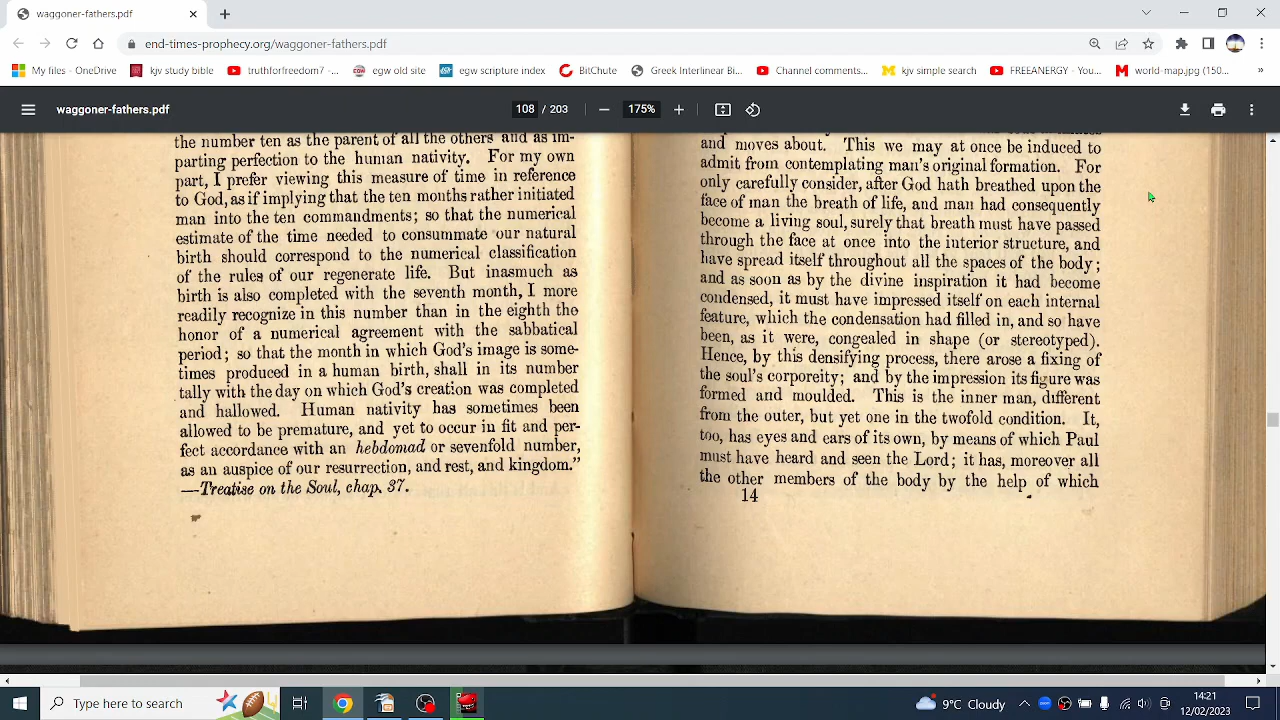 waggoner-fathers.pdf
end-times-prophecy.org/waggoner-fathers.pdf
My files - OneDrive
kjv study bible
truthforfreedom7 -...
egw old site
egw scripture index
BitChute
Greek Interlinear Bi...
Channel comments...
kjv simple search
FREEANERGY - You...
world-map.jpg (150...
»
waggoner-fathers.pdf
108 / 203
175%
the number ten as the parent of all the others and as im-
parting perfection to the human nativity. For my own
part, I prefer viewing this measure of time in reference
to God, as if implying that the ten months rather initiated
man into the ten commandments; so that the numerical
estimate of the time needed to consummate our natural
birth should correspond to the numerical classification
of the rules of our regenerate life. But inasmuch as
birth is also completed with the seventh month, I more
readily recognize in this number than in the eighth the
honor of a numerical agreement with the sabbatical
period; so that the month in which God's image is some-
times produced in a human birth, shall in its number
tally with the day on which God's creation was completed
and hallowed. Human nativity has sometimes been
allowed to be premature, and yet to occur in fit and per-
fect accordance with an hebdomad or sevenfold number,
as an auspice of our resurrection, and rest, and kingdom."
—Treatise on the Soul, chap. 37.
and moves about. This we may at once be induced to
admit from contemplating man's original formation. For
only carefully consider, after God hath breathed upon the
face of man the breath of life, and man had consequently
become a living soul, surely that breath must have passed
through the face at once into the interior structure, and
have spread itself throughout all the spaces of the body;
and as soon as by the divine inspiration it had become
condensed, it must have impressed itself on each internal
feature, which the condensation had filled in, and so have
been, as it were, congealed in shape (or stereotyped).
Hence, by this densifying process, there arose a fixing of
the soul's corporeity; and by the impression its figure was
formed and moulded. This is the inner man, different
from the outer, but yet one in the twofold condition. It,
too, has eyes and ears of its own, by means of which Paul
must have heard and seen the Lord; it has, moreover all
the other members of the body by the help of which
14
Type here to search
9°C Cloudy
14:21
12/02/2023